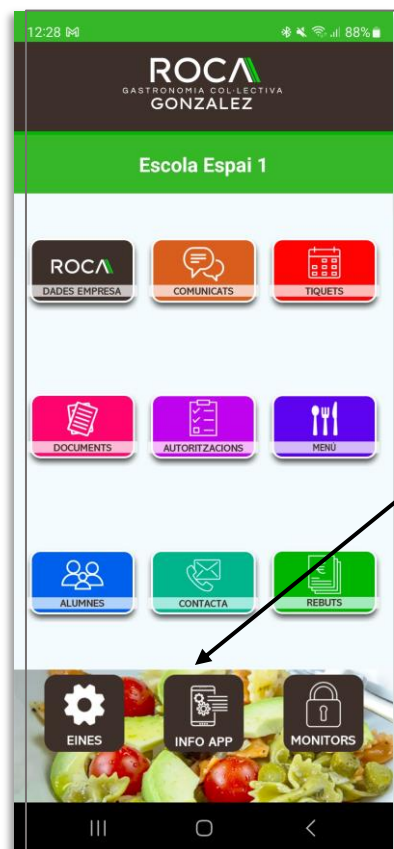 12:28 88%
ROCA
GASTRONOMIA COL·LECTIVA
GONZALEZ
Escola Espai 1
ROCA
DADES EMPRESA
COMUNICATS
TIQUETS
DOCUMENTS
AUTORITZACIONS
MENÚ
ALUMNES
CONTACTA
€
REBUTS
EINES
INFO APP
MONITORS